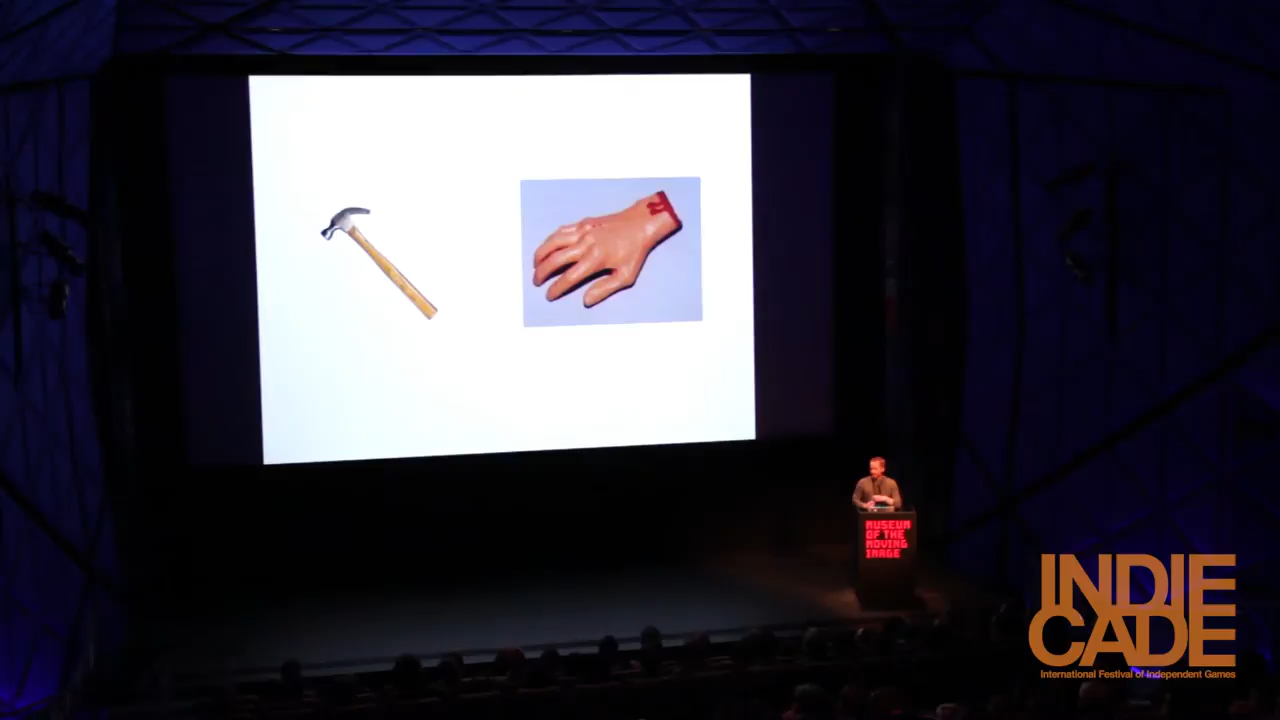 MUSEUM
OF THE
MOVING
IMAGE
INDIE
CADE
International Festival of Independent Games